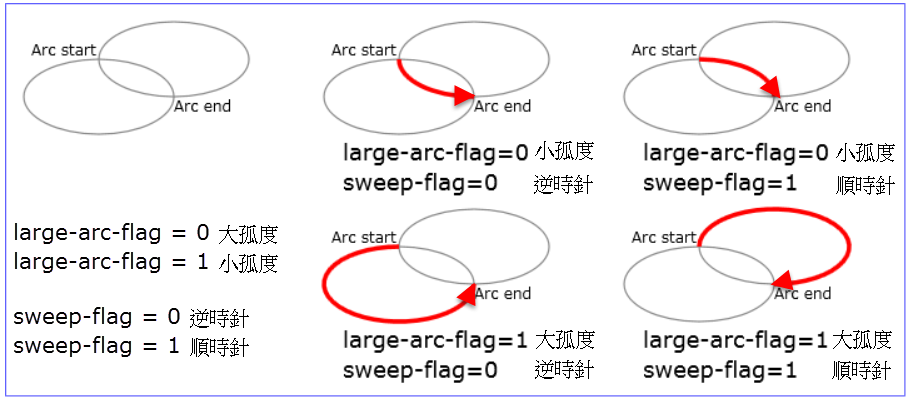 Arc start
Arc end
Arc start
Arc end
large-arc-flag=0 小孤度
sweep-flag=0 逆時針
Arc start
Arc end
large-arc-flag=0 小孤度
sweep-flag=1 順時針
large-arc-flag = 0 大孤度
large-arc-flag = 1 小孤度
sweep-flag = 0 逆時針
sweep-flag = 1 順時針
Arc start
Arc end
large-arc-flag=1 大孤度
sweep-flag=0 逆時針
Arc start
Arc end
large-arc-flag=1 大孤度
sweep-flag=1 順時針